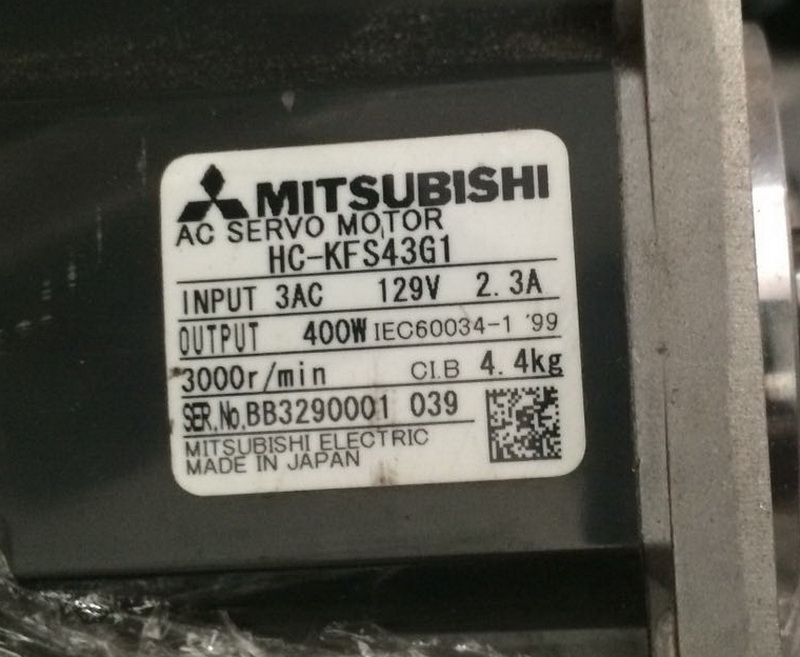 MITSUBISHI
AC SERVO MOTOR
HC-KFS43G1
INPUT 3AC 129V 2.3A
OUTPUT 400W IEC60034-1 '99
3000r/min CI.B 4.4kg
SER.No.BB3290001 039
MITSUBISHI ELECTRIC
MADE IN JAPAN